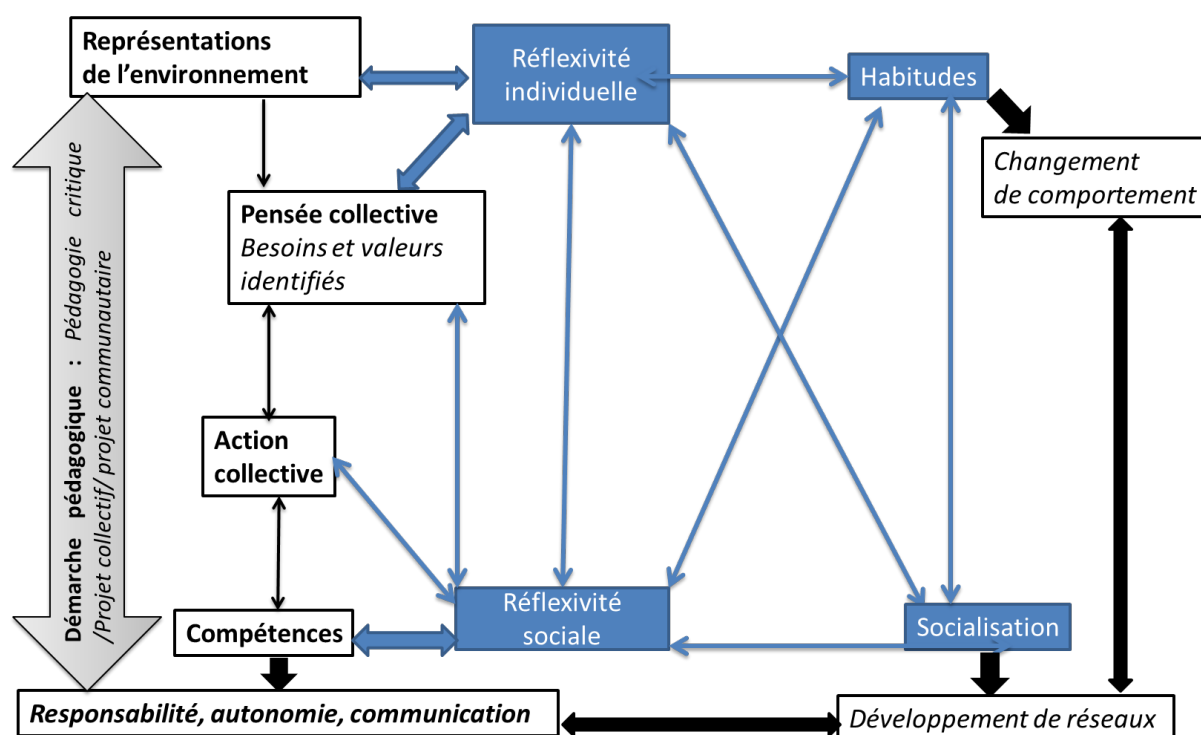 Représentations
de l’environnement
Réflexivité
individuelle
Habitudes
Changement
de comportement
Pensée collective
Besoins et valeurs
identifiés
Démarche pédagogique : Pédagogie critique
/Projet collectif/ projet communautaire
Action
collective
Compétences
Réflexivité
sociale
Socialisation
Responsabilité, autonomie, communication
Développement de réseaux